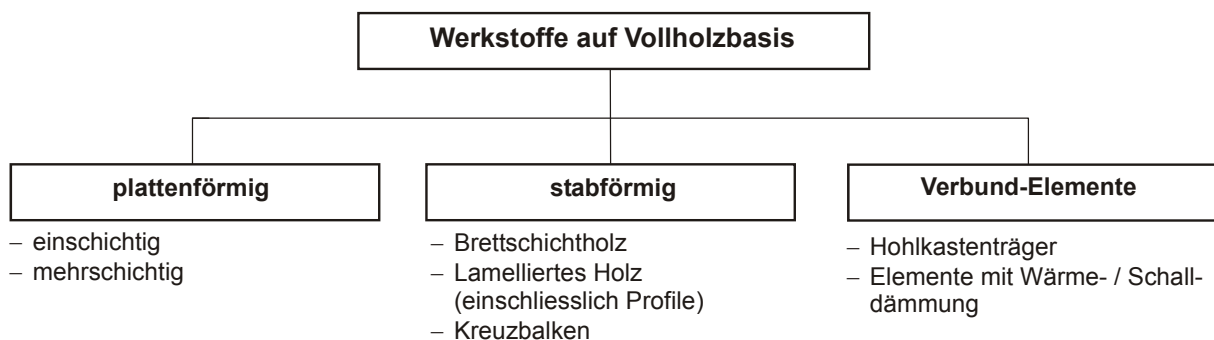 Werkstoffe auf Vollholzbasis
plattenförmig
– einschichtig
– mehrschichtig
stabförmig
– Brettschichtholz
– Lamelliertes Holz
(einschliesslich Profile)
– Kreuzbalken
Verbund-Elemente
– Hohlkastenträger
– Elemente mit Wärme- / Schall-
dämmung